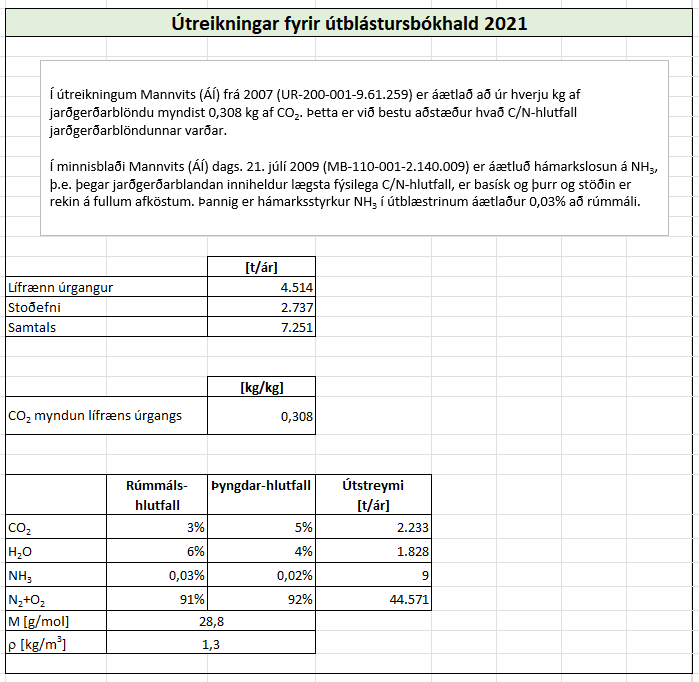 Útreikningar fyrir útblástursbókhald 2021
Í útreikningum Mannvits (ÁÍ) frá 2007 (UR-200-001-9.61.259) er áætlað að úr hverju kg af
jarðgerðarblöndu myndist 0,308 kg af CO₂. Þetta er við bestu aðstæður hvað C/N-hlutfall
jarðgerðarblöndunnar varðar.
Í minnisblaði Mannvits (ÁÍ) dags. 21. júlí 2009 (MB-110-001-2.140.009) er áætluð hámarkslosun á NH₃,
þ.e. þegar jarðgerðarblandan inniheldur lægsta fýsilega C/N-hlutfall, er basísk og þurr og stöðin er
rekin á fullum afköstum. Þannig er hámarksstyrkur NH₃ í útblæstrinum áætlaður 0,03% að rúmmáli.
[t/ár]
Lífrænn úrgangur 4.514
Stoðefni 2.737
Samtals 7.251
[kg/kg]
CO₂ myndun lífræns úrgangs 0,308
Rúmmáls- Þyngdar-hlutfall Útstreymi
hlutfall [t/ár]
CO₂ 3% 5% 2.233
H₂O 6% 4% 1.828
NH₃ 0,03% 0,02% 9
N₂+O₂ 91% 92% 44.571
M [g/mol] 28,8
ρ [kg/m³] 1,3